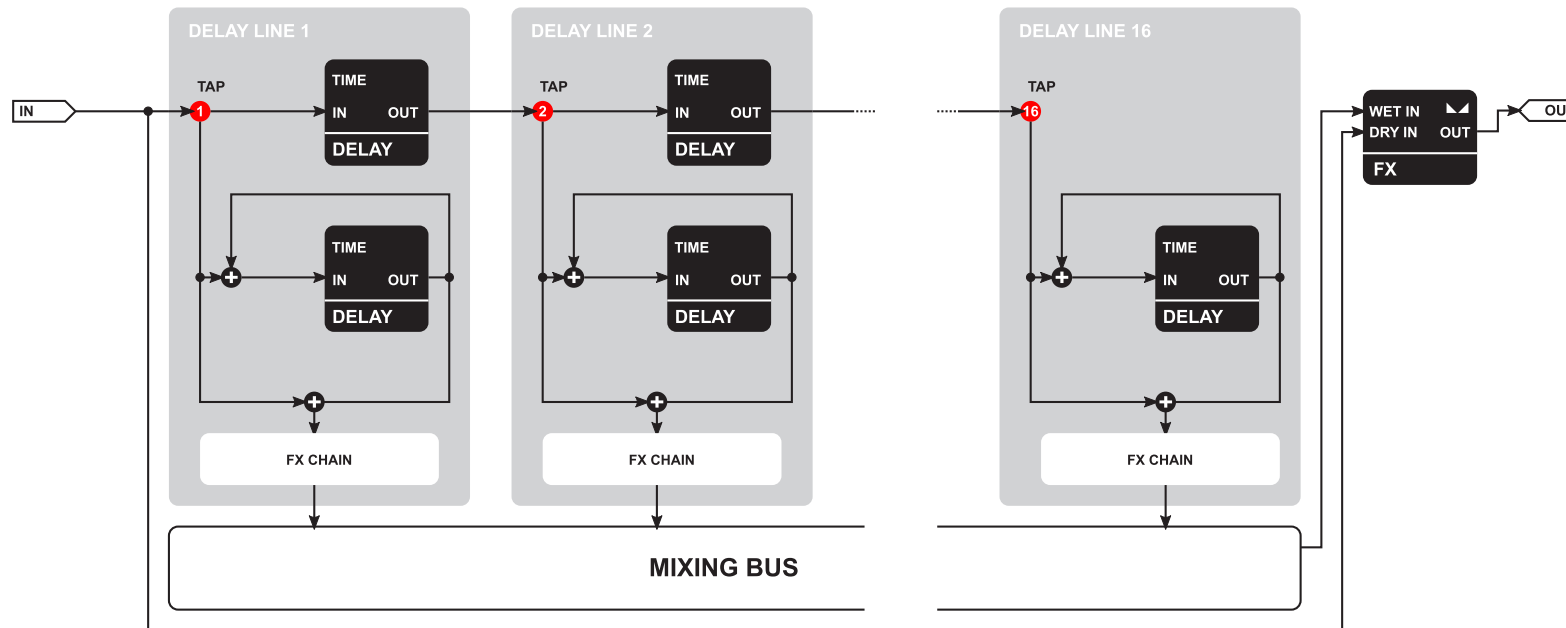 DELAY LINE 1
DELAY LINE 2
DELAY LINE 16
TAP
TIME
TAP
TIME
TAP
IN
1
IN OUT
2
IN OUT
16
WET IN
OU
DRY IN OUT
DELAY
DELAY
FX
TIME
TIME
TIME
IN OUT
IN OUT
IN OUT
DELAY
DELAY
DELAY
FX CHAIN
FX CHAIN
FX CHAIN
MIXING BUS